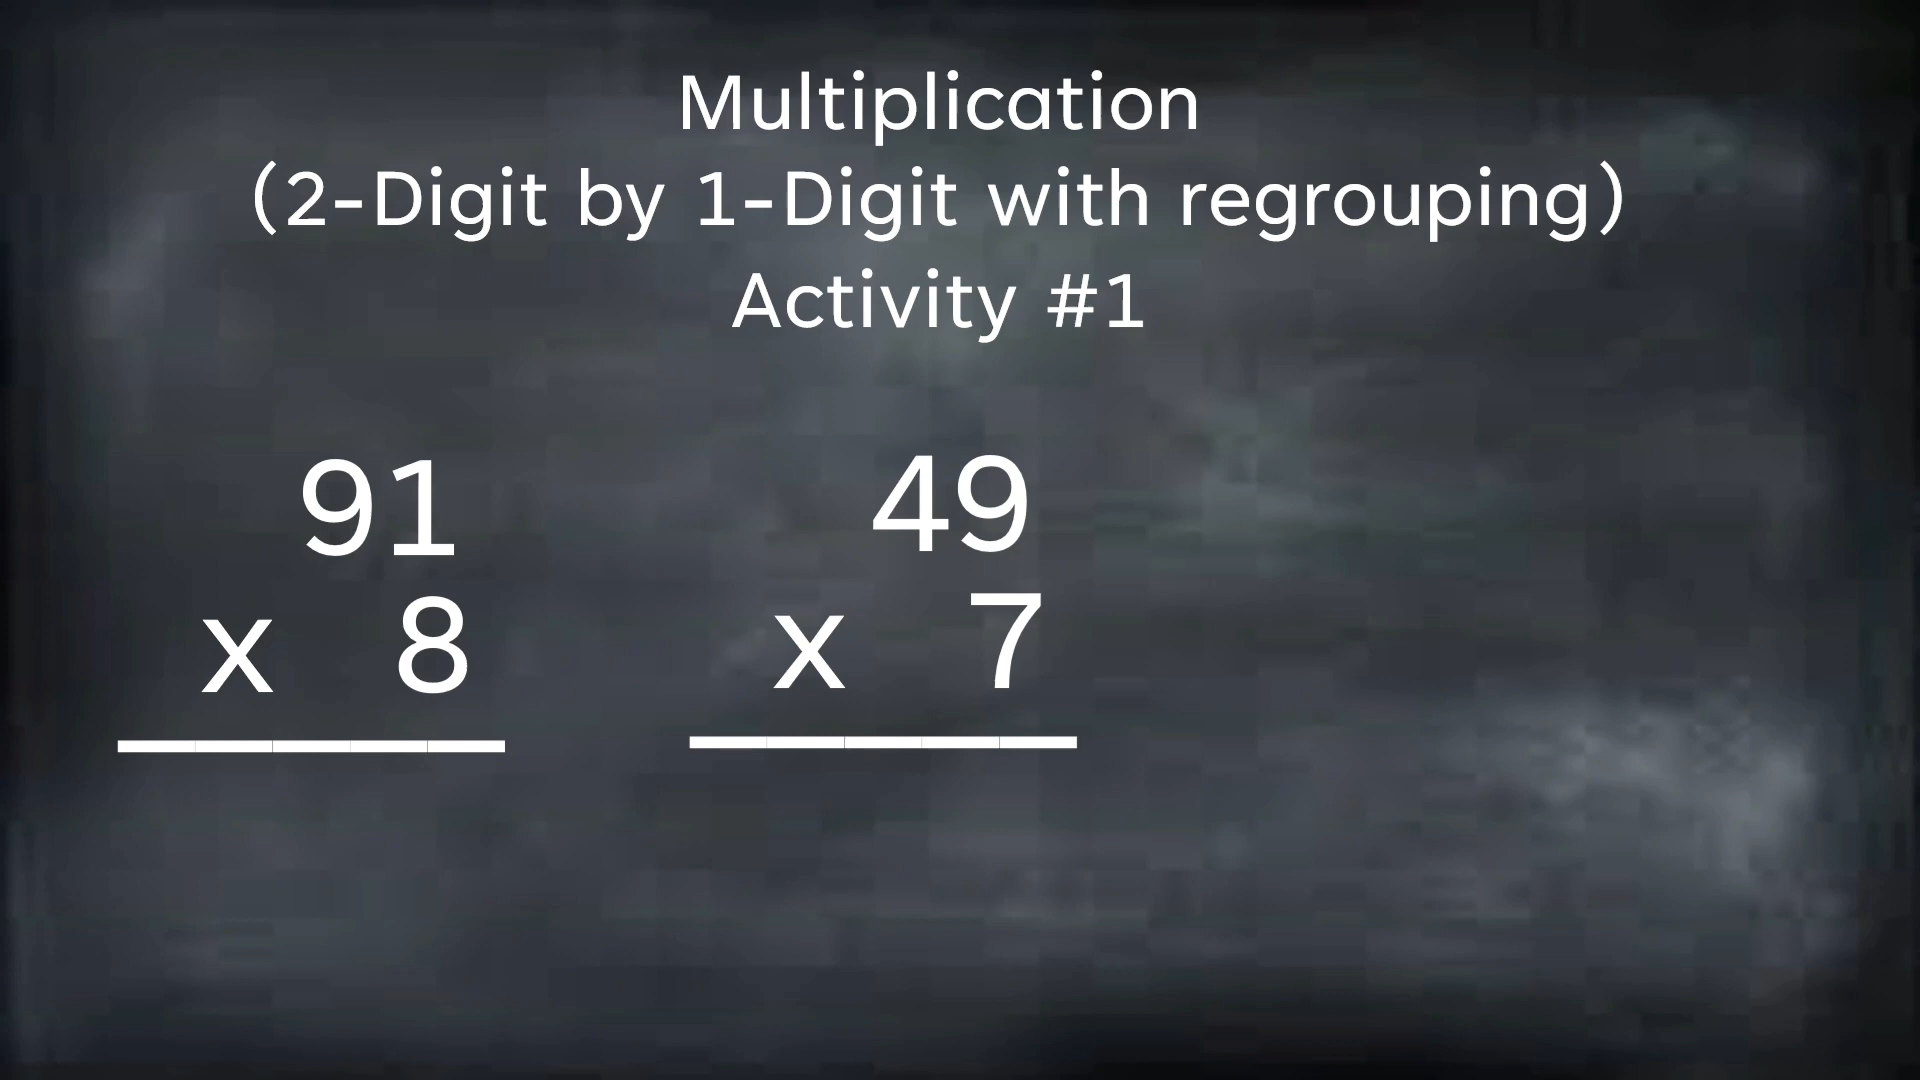 Multiplication
(2-Digit by 1-Digit with regrouping)
Activity #1
91
x 8
49
x 7